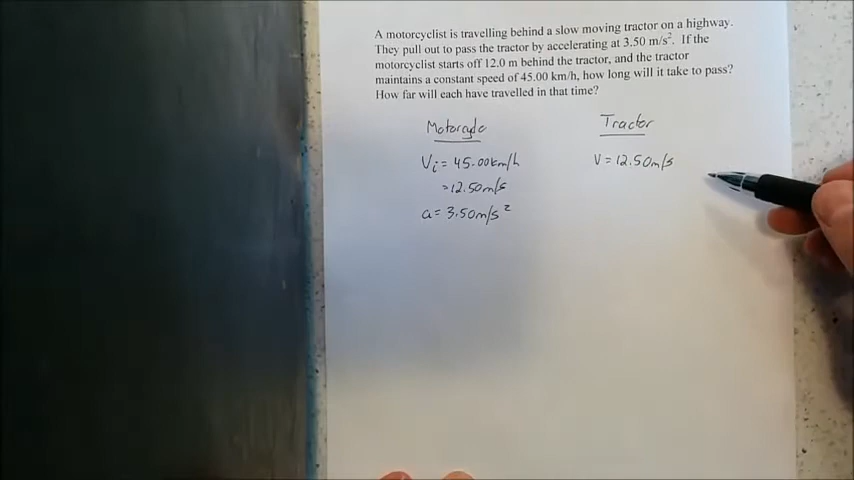 A motorcyclist is travelling behind a slow moving tractor on a highway.
They pull out to pass the tractor by accelerating at 3.50 m/s². If the
motorcyclist starts off 12.0 m behind the tractor, and the tractor
maintains a constant speed of 45.00 km/h, how long will it take to pass?
How far will each have travelled in that time?
Motorcycle
Tractor
Vi = 45.00km/h
V = 12.50m/s
= 12.50m/s
a = 3.50m/s²